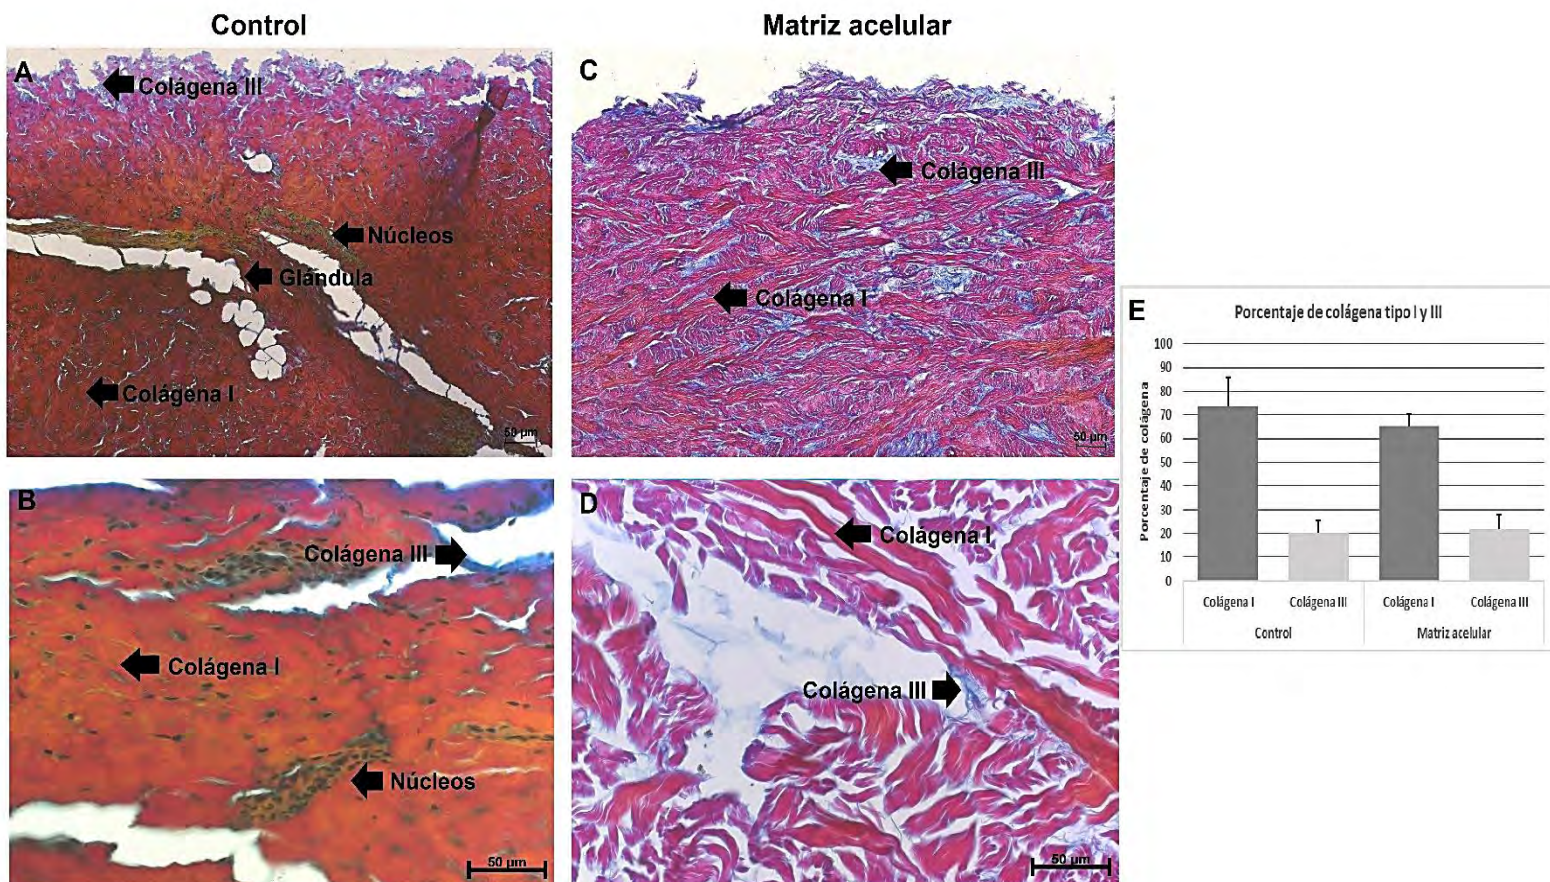 Control
Matriz acelular
A
Colágena III
Núcleos
Glándula
Colágena I
50 µm
C
Colágena III
Colágena I
50 µm
B
Colágena III
Colágena I
Núcleos
50 µm
D
Colágena I
Colágena III
50 µm
E
Porcentaje de colágena tipo I y III
Porcentaje de colágena
100
90
80
70
60
50
40
30
20
10
0
Colágena I
Colágena III
Colágena I
Colágena III
Control
Matriz acelular